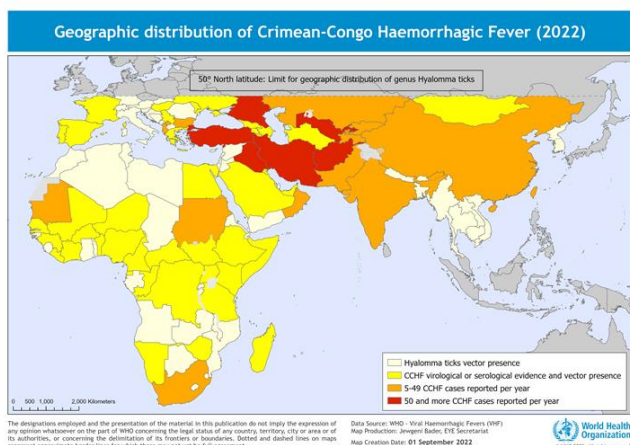 Geographic distribution of Crimean-Congo Haemorrhagic Fever (2022)
50° North latitude: Limit for geographic distribution of genus Hyalomma ticks
Hyalomma ticks vector presence
CCHF virological or serological evidence and vector presence
5-49 CCHF cases reported per year
50 and more CCHF cases reported per year
0 500 1,000 2,000 Kilometers
The designations employed and the presentation of the material in this publication do not imply the expression of
any opinion whatsoever on the part of WHO concerning the legal status of any country, territory, city or area or of
its authorities, or concerning the delimitation of its frontiers or boundaries. Dotted and dashed lines on maps
Data Source: WHO - Viral Haemorrhagic Fevers (VHF)
Map Production: Jewgeni Bader, EYE Secretariat
Map Creation Date: 01 September 2022
World Health
Organization